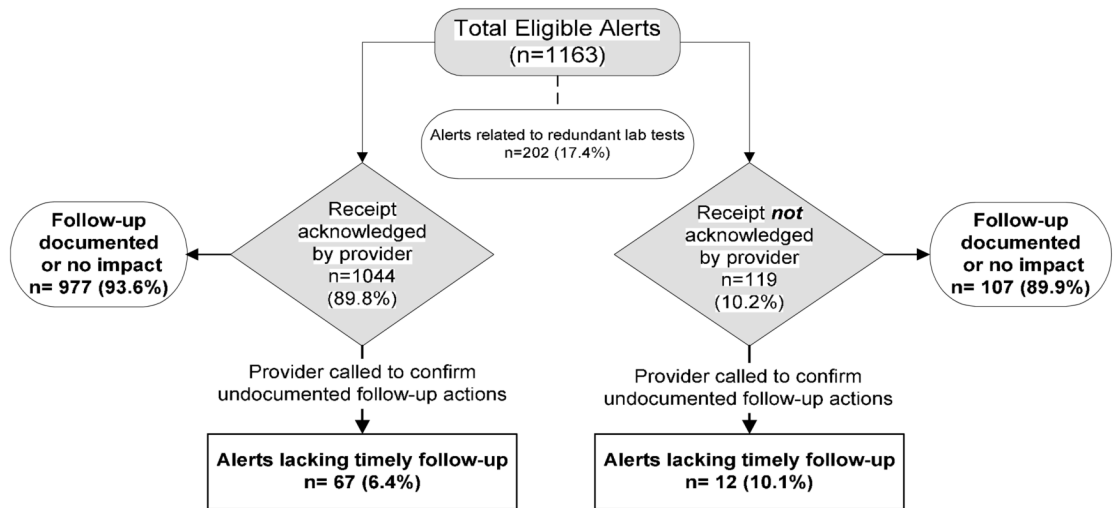 Total Eligible Alerts
(n=1163)
Alerts related to redundant lab tests
n=202 (17.4%)
Receipt
acknowledged
by provider
n=1044
(89.8%)
Receipt not
acknowledged
by provider
n=119
(10.2%)
Follow-up
documented
or no impact
n= 977 (93.6%)
Follow-up
documented
or no impact
n= 107 (89.9%)
Provider called to confirm
undocumented follow-up actions
Provider called to confirm
undocumented follow-up actions
Alerts lacking timely follow-up
n= 67 (6.4%)
Alerts lacking timely follow-up
n= 12 (10.1%)